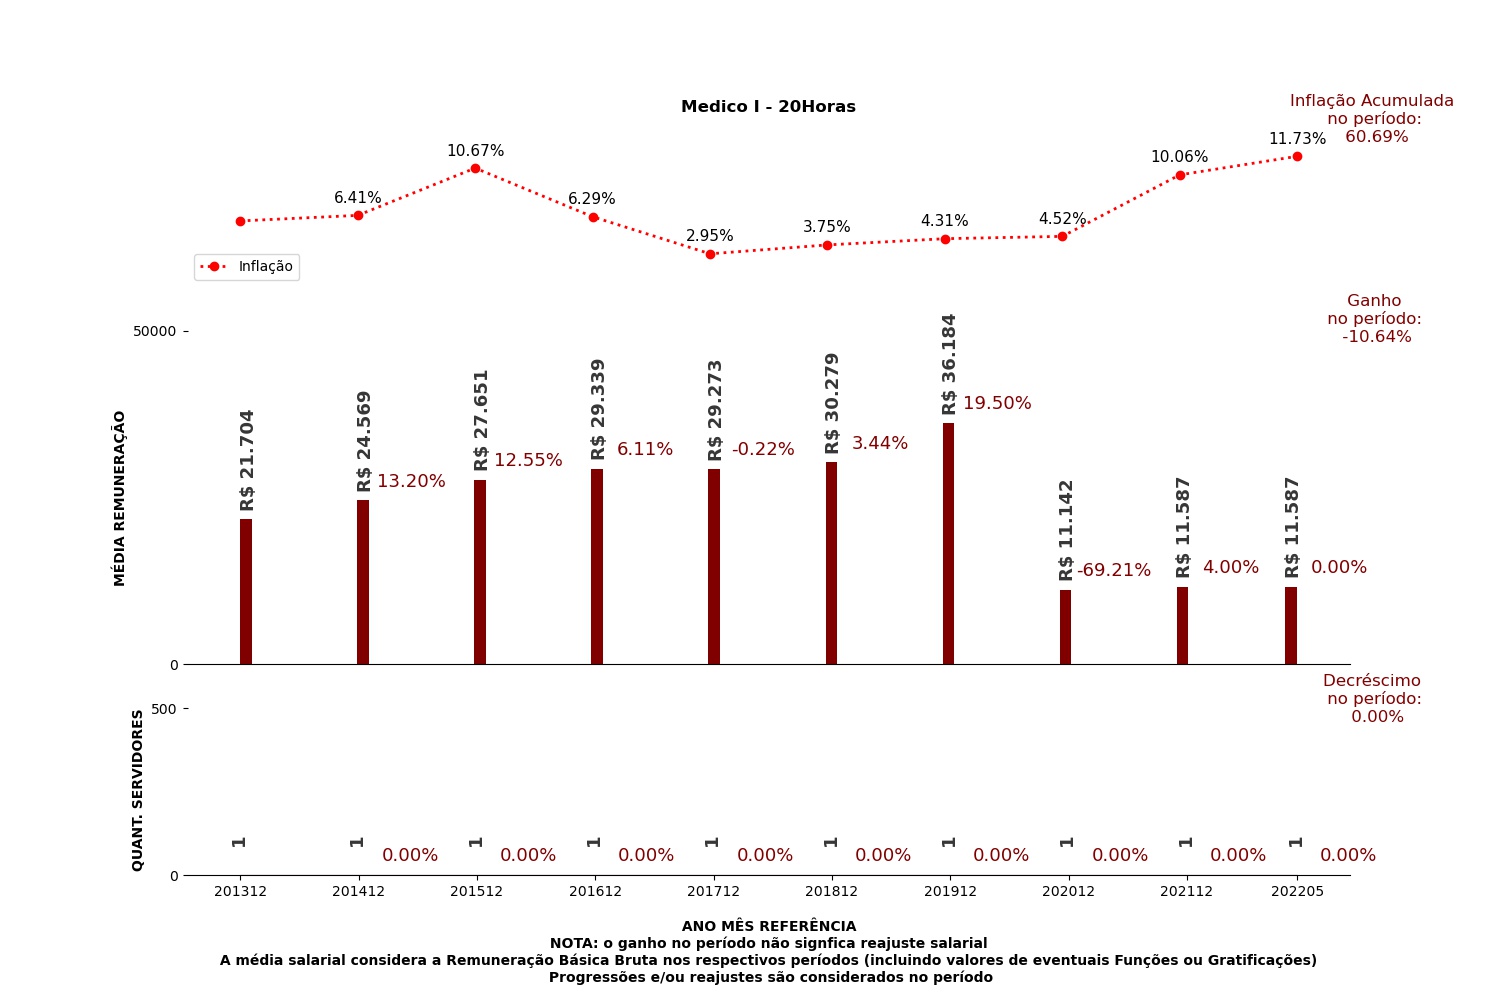 Medico I - 20Horas
Inflação Acumulada
no período:
60.69%
6.41%
10.67%
6.29%
2.95%
3.75%
4.31%
4.52%
10.06%
11.73%
Inflação
Ganho
no período:
-10.64%
MÉDIA REMUNERAÇÃO
50000
0
R$ 21.704
R$ 24.569
13.20%
R$ 27.651
12.55%
R$ 29.339
6.11%
R$ 29.273
-0.22%
R$ 30.279
3.44%
R$ 36.184
19.50%
R$ 11.142
-69.21%
R$ 11.587
4.00%
R$ 11.587
0.00%
Decréscimo
no período:
0.00%
QUANT. SERVIDORES
500
0
1
1
0.00%
1
0.00%
1
0.00%
1
0.00%
1
0.00%
1
0.00%
1
0.00%
1
0.00%
1
0.00%
201312
201412
201512
201612
201712
201812
201912
202012
202112
202205
ANO MÊS REFERÊNCIA
NOTA: o ganho no período não signfica reajuste salarial
A média salarial considera a Remuneração Básica Bruta nos respectivos períodos (incluindo valores de eventuais Funções ou Gratificações)
Progressões e/ou reajustes são considerados no período